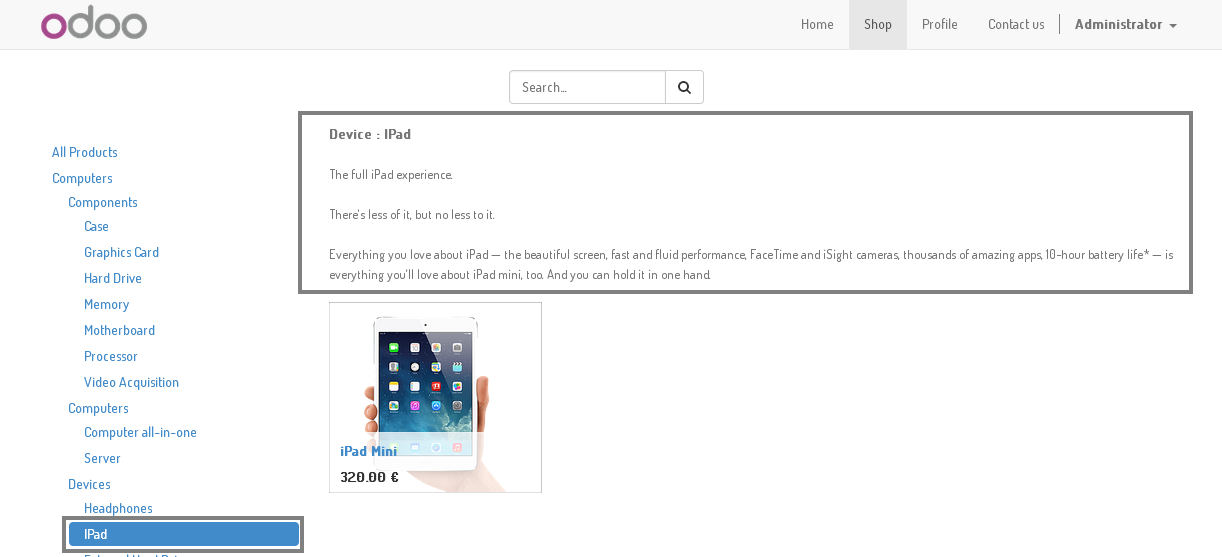 odoo
Home
Shop
Profile
Contact us
Administrator
Search...
All Products
Computers
Components
Case
Graphics Card
Hard Drive
Memory
Motherboard
Processor
Video Acquisition
Computers
Computer all-in-one
Server
Devices
Headphones
IPad
Device : IPad
The full iPad experience.
There's less of it, but no less to it.
Everything you love about iPad — the beautiful screen, fast and fluid performance, FaceTime and iSight cameras, thousands of amazing apps, 10-hour battery life* — is
everything you'll love about iPad mini, too. And you can hold it in one hand.
iPad Mini
320.00 €